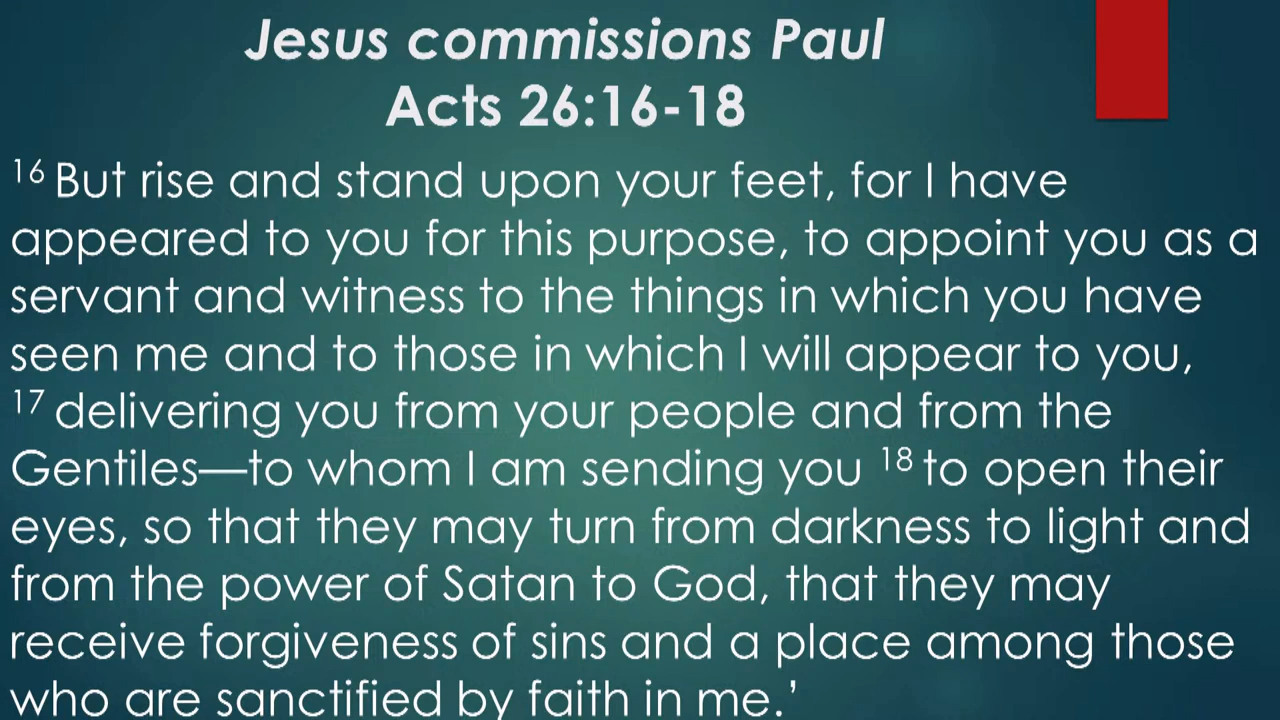 Jesus commissions Paul
Acts 26:16-18
16 But rise and stand upon your feet, for I have
appeared to you for this purpose, to appoint you as a
servant and witness to the things in which you have
seen me and to those in which I will appear to you,
17 delivering you from your people and from the
Gentiles—to whom I am sending you 18 to open their
eyes, so that they may turn from darkness to light and
from the power of Satan to God, that they may
receive forgiveness of sins and a place among those
who are sanctified by faith in me.’